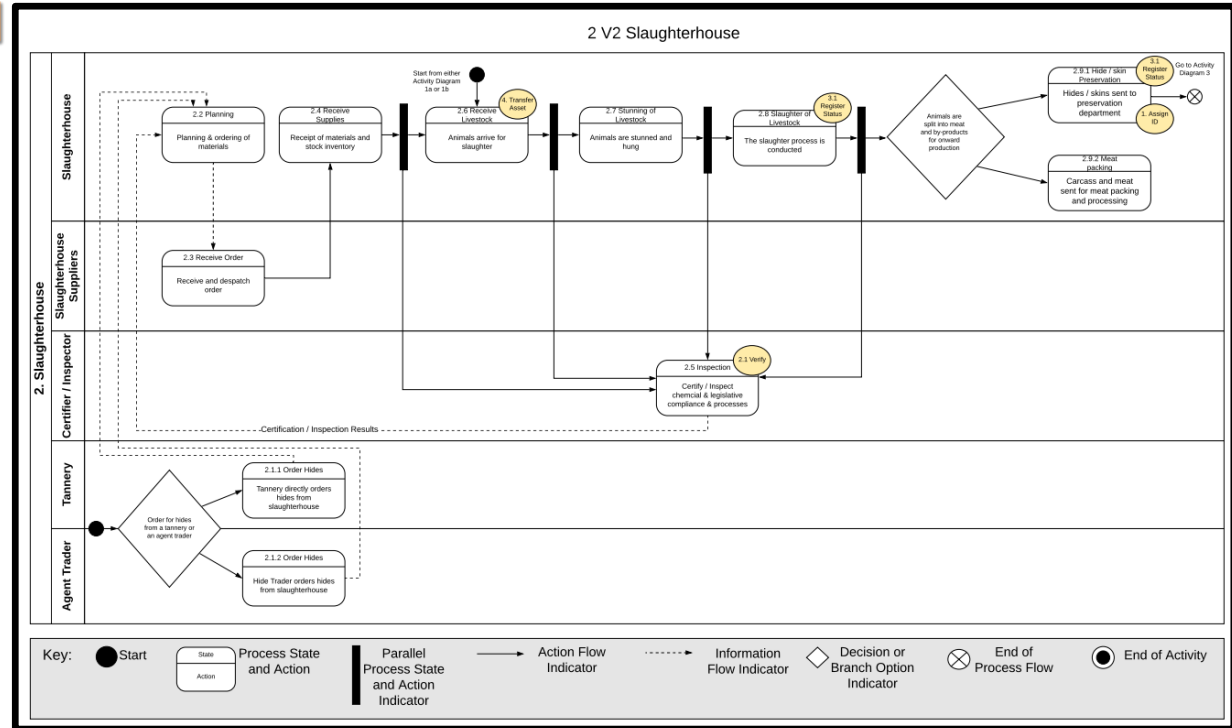 2 V2 Slaughterhouse
2. Slaughterhouse
Slaughterhouse
Start from either
Activity Diagram
1a or 1b
2.2 Planning
Planning & ordering of
materials
2.4 Receive
Supplies
Receipt of materials and
stock inventory
4. Transfer
Asset
2.6 Receive
Livestock
Animals arrive for
slaughter
2.7 Stunning of
Livestock
Animals are stunned and
hung
3.1
Register
Status
2.8 Slaughter of
Livestock
The slaughter process is
conducted
Animals are
split into meat
and by-products
for onward
production
3.1
Register
Status
2.9.1 Hide / skin
Preservation
Hides / skins sent to
preservation
department
1. Assign
ID
Go to Activity
Diagram 3
2.9.2 Meat
packing
Carcass and meat
sent for meat packing
and processing
Slaughterhouse
Suppliers
2.3 Receive Order
Receive and despatch
order
Certifier / Inspector
2.1 Verify
2.5 Inspection
Certify / Inspect
chemcial & legislative
compliance & processes
Certification / Inspection Results
Tannery
2.1.1 Order Hides
Tannery directly orders
hides from
slaughterhouse
Order for hides
from a tannery or
an agent trader
Agent Trader
2.1.2 Order Hides
Hide Trader orders hides
from slaughterhouse
Key:
Start
State
Action
Process State
and Action
Parallel
Process State
and Action
Indicator
Action Flow
Indicator
Information
Flow Indicator
Decision or
Branch Option
Indicator
End of
Process Flow
End of Activity